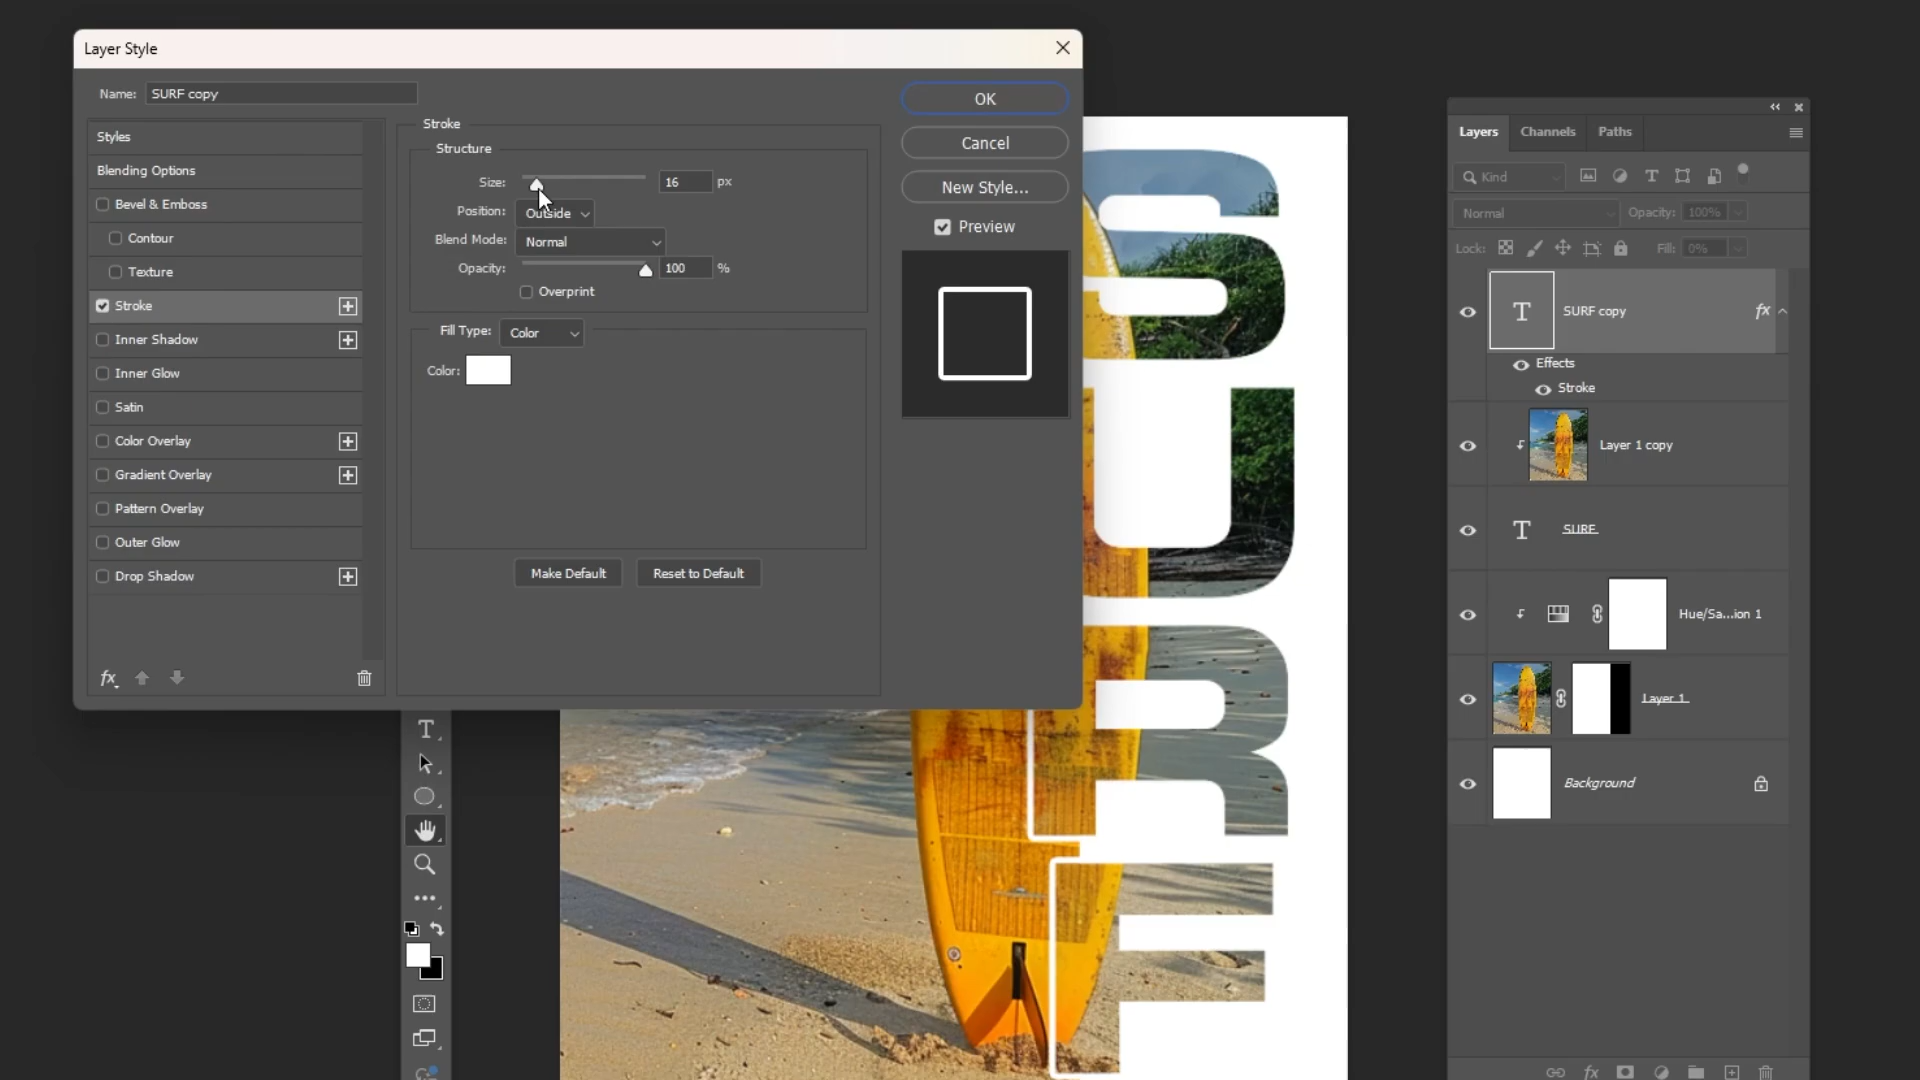 Layer Style
Name: SURF copy
Styles
Blending Options
Bevel & Emboss
Contour
Texture
Stroke
Inner Shadow
Inner Glow
Satin
Color Overlay
Gradient Overlay
Pattern Overlay
Outer Glow
Drop Shadow
fx
Stroke
Structure
Size: 16 px
Position: Outside
Blend Mode: Normal
Opacity: 100 %
Overprint
Fill Type: Color
Color:
Make Default
Reset to Default
OK
Cancel
New Style...
Preview
SURF
T
Layers
Channels
Paths
Kind
T
Normal
Opacity: 100%
Lock:
Fill: 0%
T
SURF copy
fx
Effects
Stroke
Layer 1 copy
T
SURF
Hue/Sa...ion 1
Layer 1
Background
fx